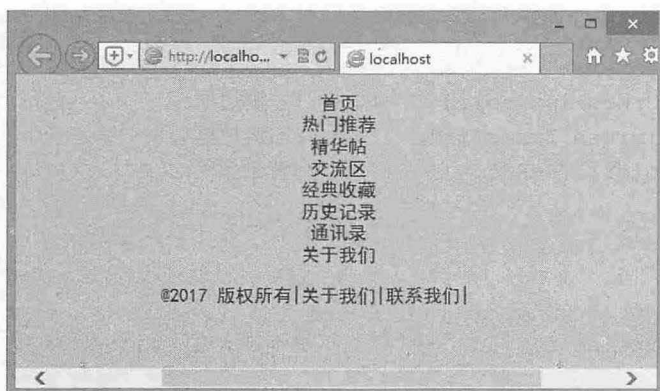 http://localho...
localhost
首页
热门推荐
精华帖
交流区
经典收藏
历史记录
通讯录
关于我们
@2017 版权所有|关于我们|联系我们|